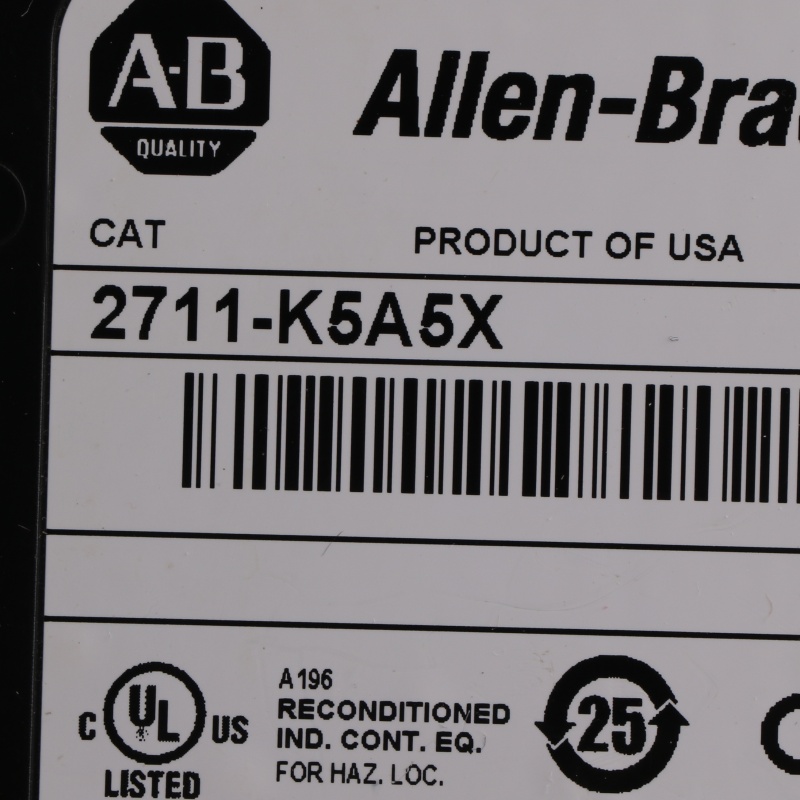 A-B
QUALITY
Allen-Bra
CAT
PRODUCT OF USA
2711-K5A5X
C UL US
LISTED
A196
RECONDITIONED
IND. CONT. EQ.
FOR HAZ. LOC.
25